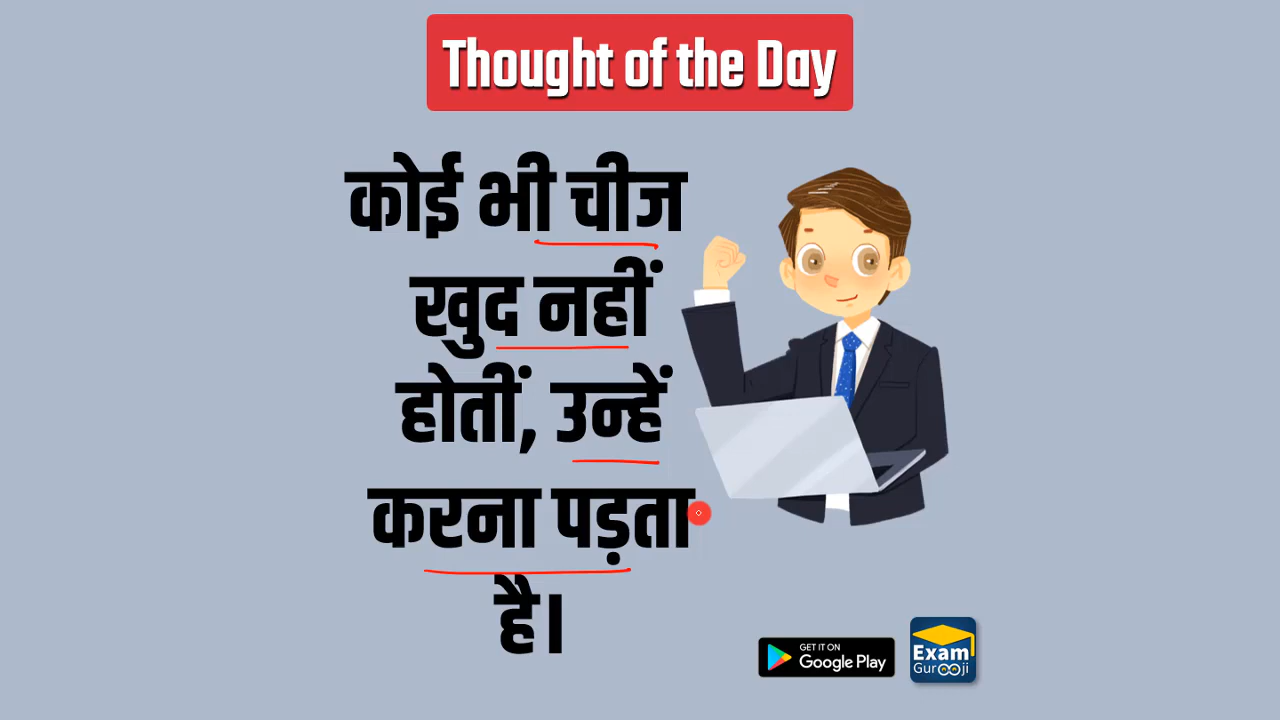 Thought of the Day
कोई भी चीज
खुद नहीं
होतीं, उन्हें
करना पड़ता
है।
GET IT ON
Google Play
Exam
Gurooji